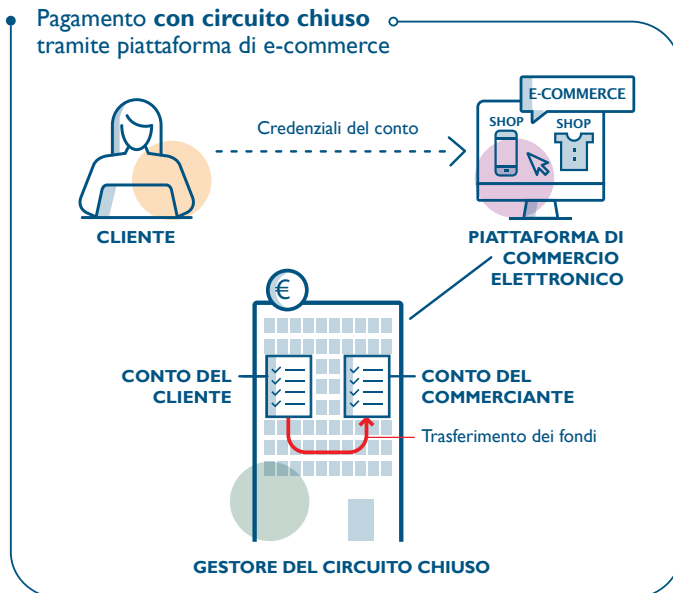 Pagamento con circuito chiuso
tramite piattaforma di e-commerce
E-COMMERCE
SHOP
SHOP
Credenziali del conto
CLIENTE
PIATTAFORMA DI
COMMERCIO
ELETTRONICO
€
CONTO DEL
CLIENTE
CONTO DEL
COMMERCIANTE
Trasferimento dei fondi
GESTORE DEL CIRCUITO CHIUSO